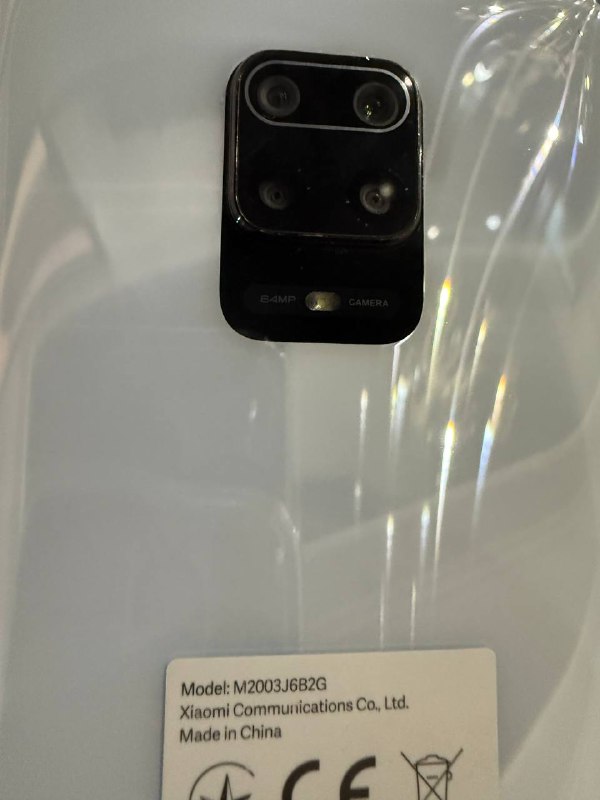 64MP CAMERA
Model: M2003J6B2G
Xiaomi Communications Co., Ltd.
Made in China
CE